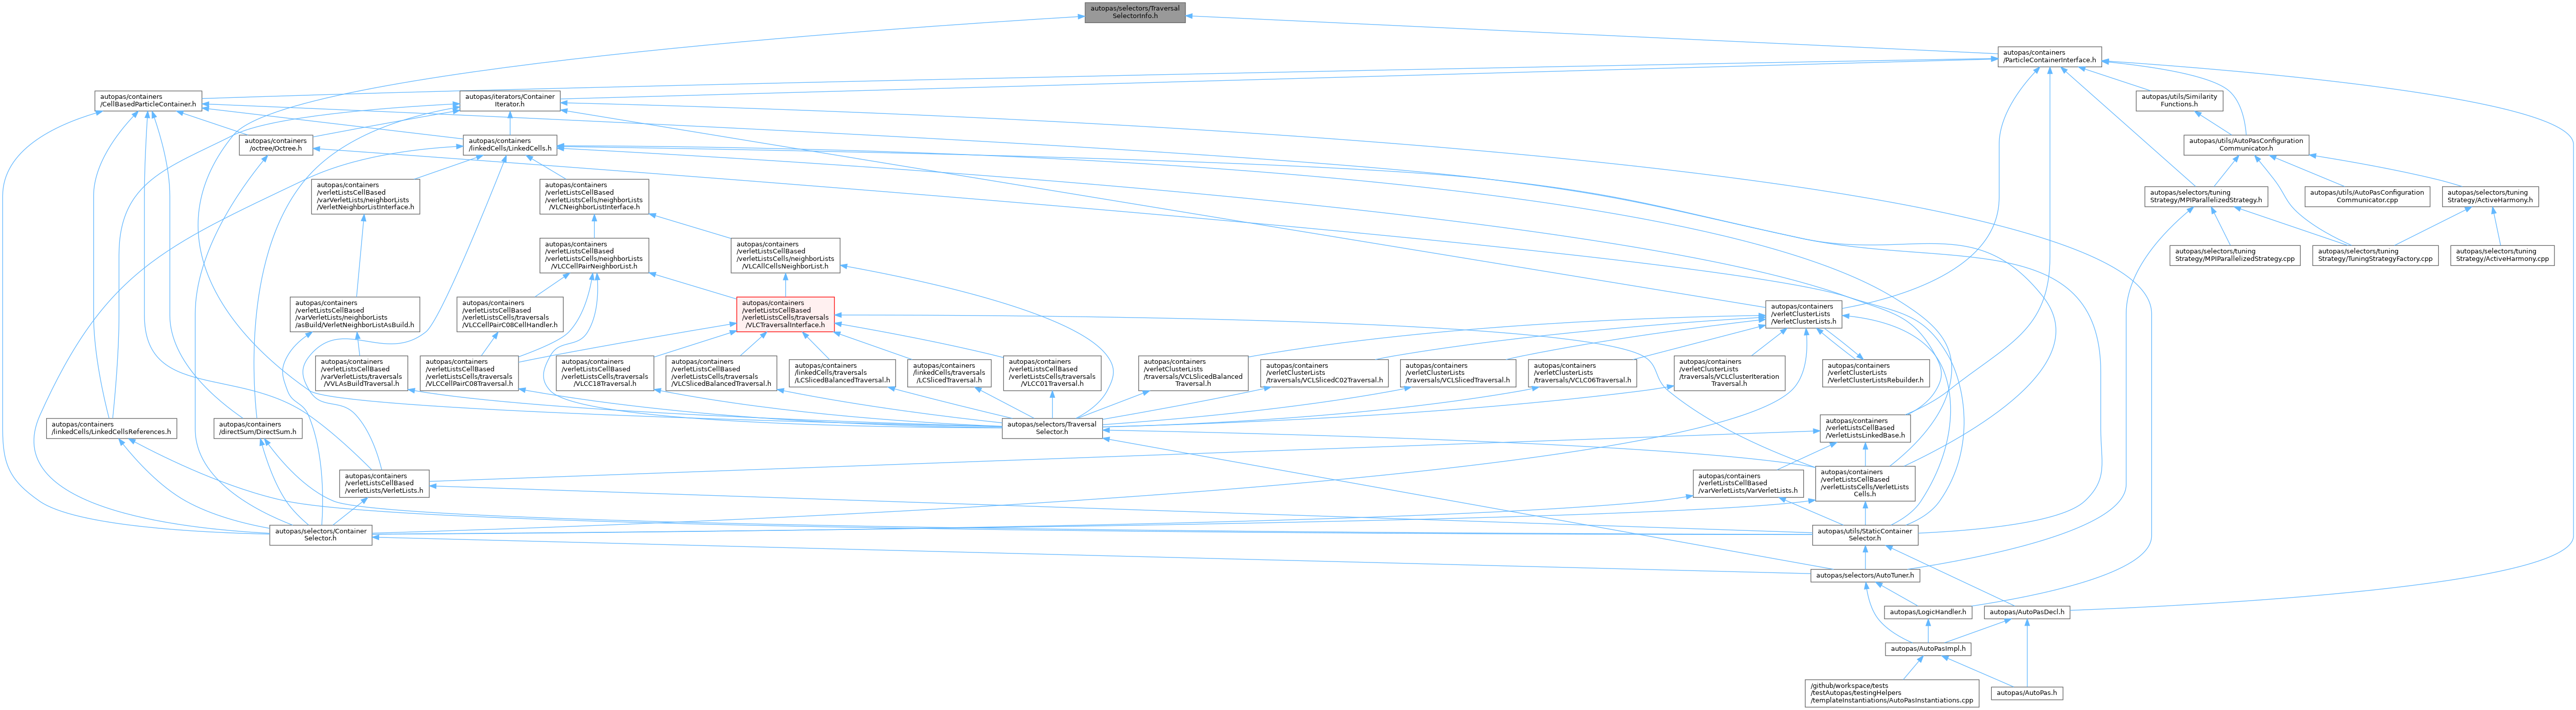 autopas/selectors/Traversal
SelectorInfo.h
autopas/containers
/ParticleContainerInterface.h
autopas/containers
/CellBasedParticleContainer.h
autopas/iterators/Container
Iterator.h
autopas/utils/Similarity
Functions.h
autopas/containers
/octree/Octree.h
autopas/containers
/linkedCells/LinkedCells.h
autopas/utils/AutoPasConfiguration
Communicator.h
autopas/containers
/verletListsCellBased
/varVerletLists/neighborLists
/VerletNeighborListInterface.h
autopas/containers
/verletListsCellBased
/verletListsCells/neighborLists
/VLCNeighborListInterface.h
autopas/selectors/tuning
Strategy/MPIParallelizedStrategy.h
autopas/utils/AutoPasConfiguration
Communicator.cpp
autopas/selectors/tuning
Strategy/ActiveHarmony.h
autopas/containers
/verletListsCellBased
/verletListsCells/neighborLists
/VLCCellPairNeighborList.h
autopas/containers
/verletListsCellBased
/verletListsCells/neighborLists
/VLCAllCellsNeighborList.h
autopas/selectors/tuning
Strategy/MPIParallelizedStrategy.cpp
autopas/selectors/tuning
Strategy/TuningStrategyFactory.cpp
autopas/selectors/tuning
Strategy/ActiveHarmony.cpp
autopas/containers
/verletListsCellBased
/varVerletLists/neighborLists
/asBuild/VerletNeighborListAsBuild.h
autopas/containers
/verletListsCellBased
/verletListsCells/traversals
/VLCCellPairC08CellHandler.h
autopas/containers
/verletListsCellBased
/verletListsCells/traversals
/VLCTraversalInterface.h
autopas/containers
/verletClusterLists
/VerletClusterLists.h
autopas/containers
/verletListsCellBased
/varVerletLists/traversals
/VVLAsBuildTraversal.h
autopas/containers
/verletListsCellBased
/verletListsCells/traversals
/VLCCellPairC08Traversal.h
autopas/containers
/verletListsCellBased
/verletListsCells/traversals
/VLCC18Traversal.h
autopas/containers
/verletListsCellBased
/verletListsCells/traversals
/VLCSlicedBalancedTraversal.h
autopas/containers
/linkedCells/traversals
/LCSlicedBalancedTraversal.h
autopas/containers
/linkedCells/traversals
/LCSlicedTraversal.h
autopas/containers
/verletListsCellBased
/verletListsCells/traversals
/VLCC01Traversal.h
autopas/containers
/verletClusterLists
/traversals/VCLSlicedBalanced
Traversal.h
autopas/containers
/verletClusterLists
/traversals/VCLSlicedC02Traversal.h
autopas/containers
/verletClusterLists
/traversals/VCLSlicedTraversal.h
autopas/containers
/verletClusterLists
/traversals/VCLC06Traversal.h
autopas/containers
/verletClusterLists
/traversals/VCLClusterIteration
Traversal.h
autopas/containers
/verletClusterLists
/VerletClusterListsRebuilder.h
autopas/containers
/linkedCells/LinkedCellsReferences.h
autopas/containers
/directSum/DirectSum.h
autopas/selectors/Traversal
Selector.h
autopas/containers
/verletListsCellBased
/VerletListsLinkedBase.h
autopas/containers
/verletListsCellBased
/verletLists/VerletLists.h
autopas/containers
/verletListsCellBased
/varVerletLists/VarVerletLists.h
autopas/containers
/verletListsCellBased
/verletListsCells/VerletLists
Cells.h
autopas/selectors/Container
Selector.h
autopas/utils/StaticContainer
Selector.h
autopas/selectors/AutoTuner.h
autopas/LogicHandler.h
autopas/AutoPasDecl.h
autopas/AutoPasImpl.h
/github/workspace/tests
/testAutopas/testingHelpers
/templateInstantiations/AutoPasInstantiations.cpp
autopas/AutoPas.h